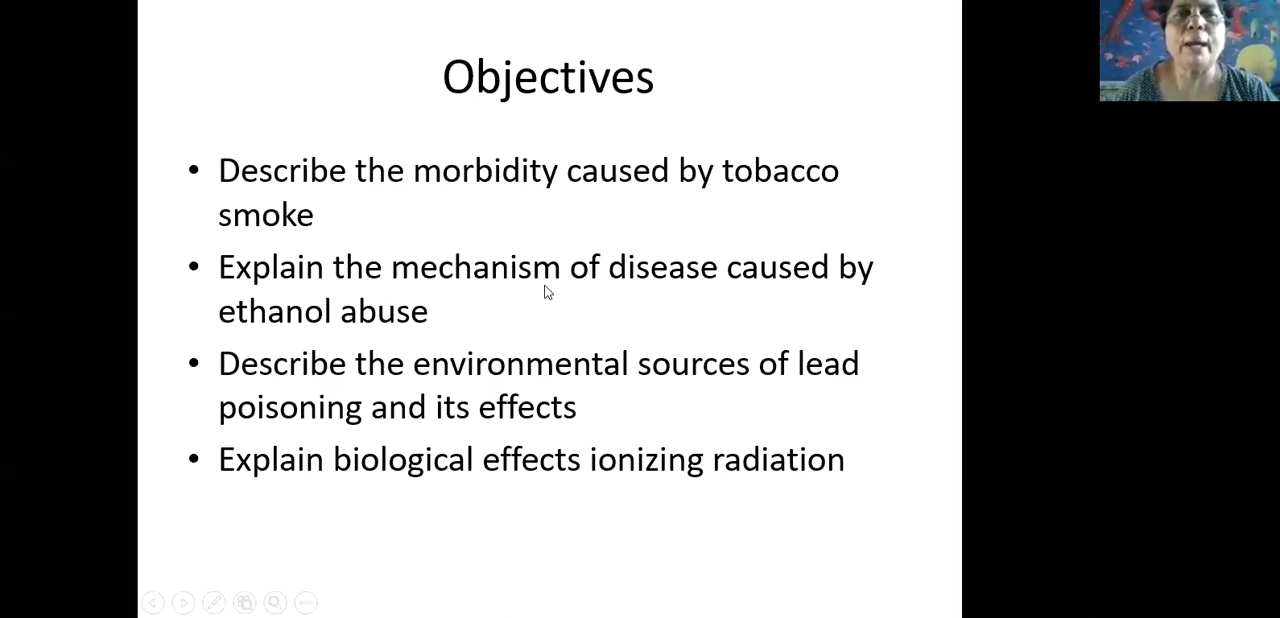 Objectives
• Describe the morbidity caused by tobacco
smoke
• Explain the mechanism of disease caused by
ethanol abuse
• Describe the environmental sources of lead
poisoning and its effects
• Explain biological effects ionizing radiation